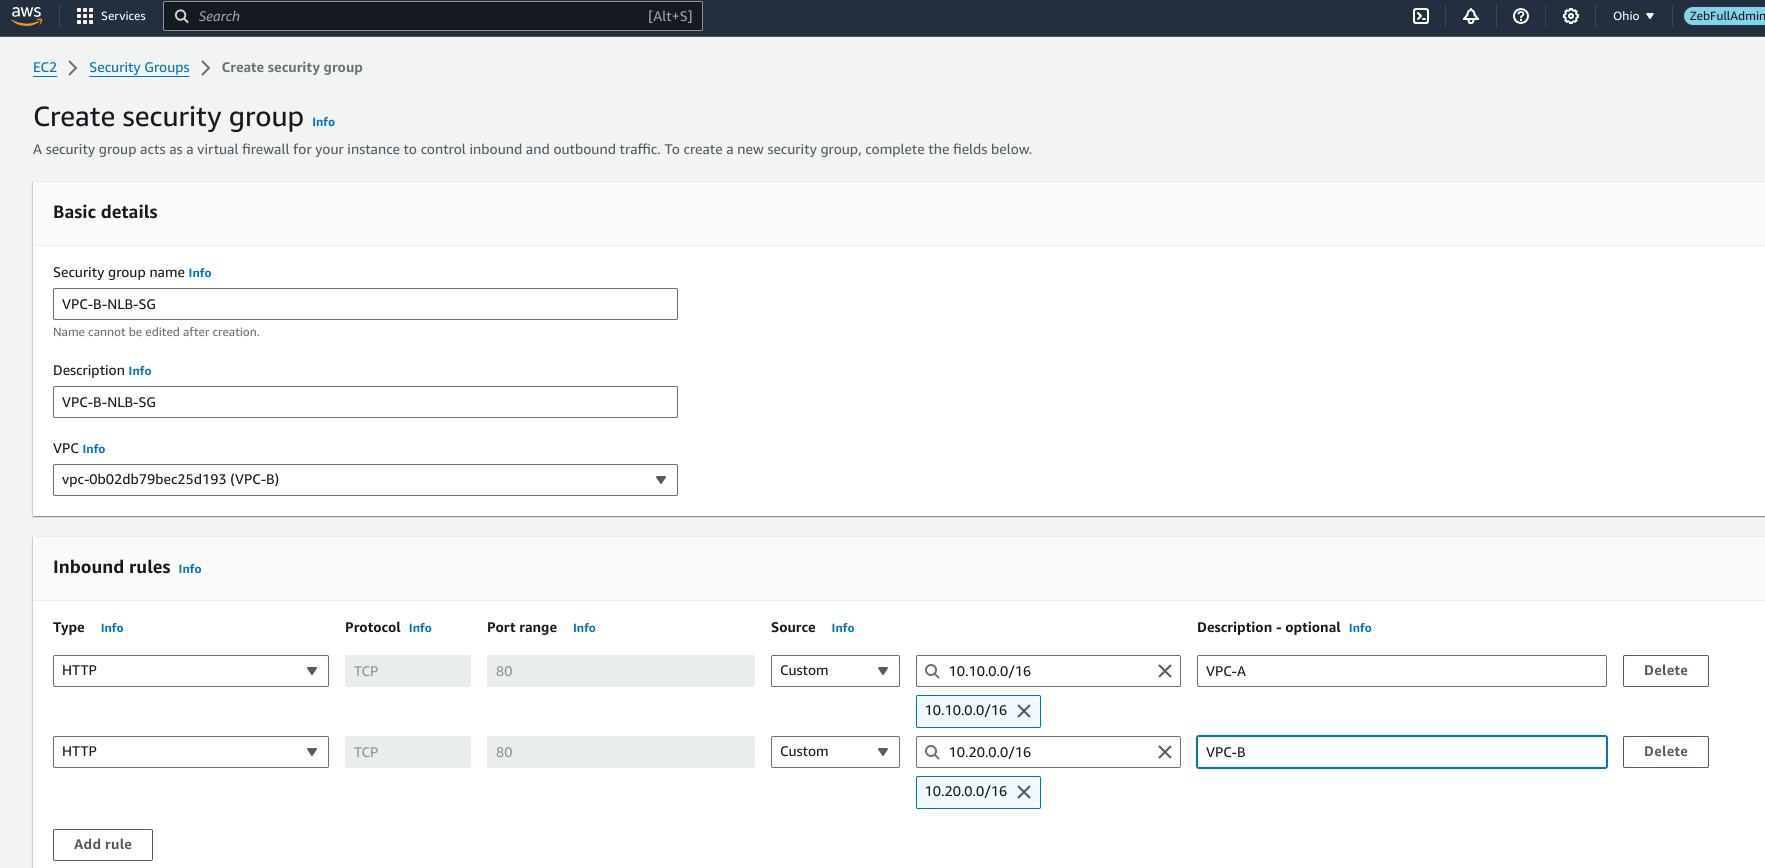 aws Services Search [Alt+S] Ohio ZebFullAdmin
EC2 Security Groups Create security group
Create security group Info
A security group acts as a virtual firewall for your instance to control inbound and outbound traffic. To create a new security group, complete the fields below.
Basic details
Security group name Info
VPC-B-NLB-SG
Name cannot be edited after creation.
Description Info
VPC-B-NLB-SG
VPC Info
vpc-0b02db79bec25d193 (VPC-B)
Inbound rules Info
Type Info Protocol Info Port range Info Source Info Description - optional Info
HTTP TCP 80 Custom 10.10.0.0/16 VPC-A Delete
10.10.0.0/16
HTTP TCP 80 Custom 10.20.0.0/16 VPC-B Delete
10.20.0.0/16
Add rule